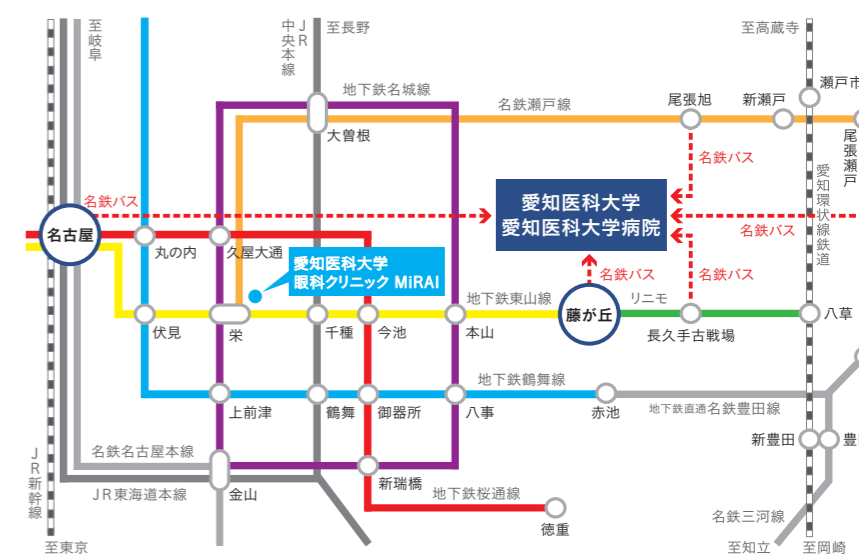 至岐阜
JR中央本線
至長野
至高蔵寺
瀬戸市
地下鉄名城線
名鉄瀬戸線
尾張旭
新瀬戸
大曽根
尾張瀬戸
名鉄バス
愛知環状線鉄道
名鉄バス
愛知医科大学
愛知医科大学病院
名古屋
丸の内
久屋大通
名鉄バス
愛知医科大学
眼科クリニック MiRAI
名鉄バス
名鉄バス
地下鉄東山線
リニモ
藤が丘
伏見
栄
千種
今池
本山
長久手古戦場
八草
地下鉄鶴舞線
上前津
鶴舞
御器所
八事
赤池
地下鉄直通名鉄豊田線
新豊田
豊
名鉄名古屋本線
JR新幹線
JR東海道本線
金山
新瑞橋
地下鉄桜通線
徳重
名鉄三河線
至東京
至知立
至岡崎